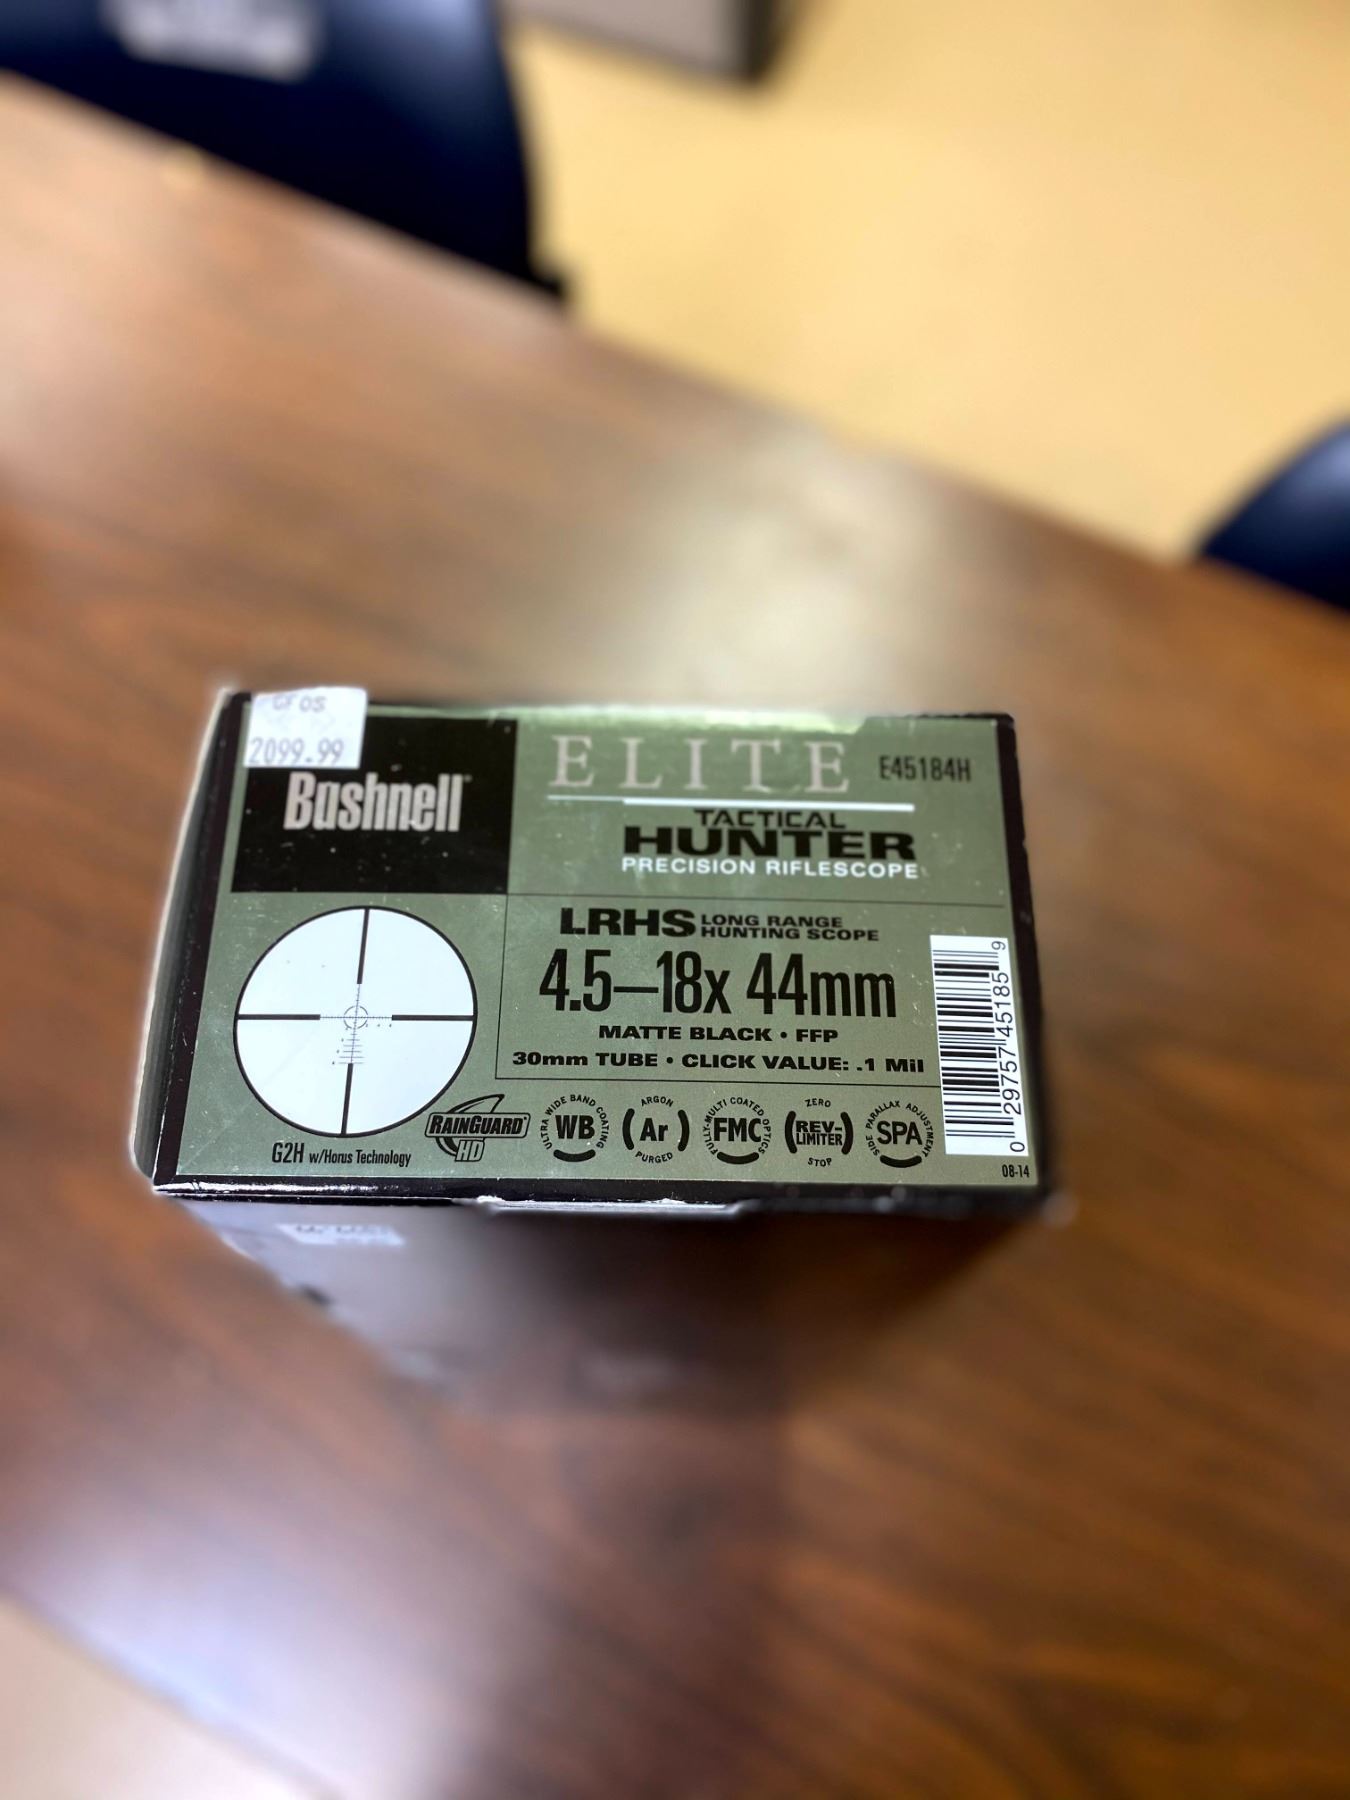 GFOS
2099.99
Bushnell
ELITE E45184H
TACTICAL
HUNTER
PRECISION RIFLESCOPE
LRHS LONG RANGE
HUNTING SCOPE
4.5–18x 44mm
MATTE BLACK • FFP
30mm TUBE • CLICK VALUE: .1 Mil
G2H w/Horus Technology
RAINGUARD
HD
ULTRA WIDE BAND COATING
WB
ARGON
Ar
PURGED
FULLY-MULTI COATED OPTICS
FMC
ZERO
REV-
LIMITER
STOP
SIDE PARALLAX ADJUSTMENT
SPA
0 29757 45185 9
08-14